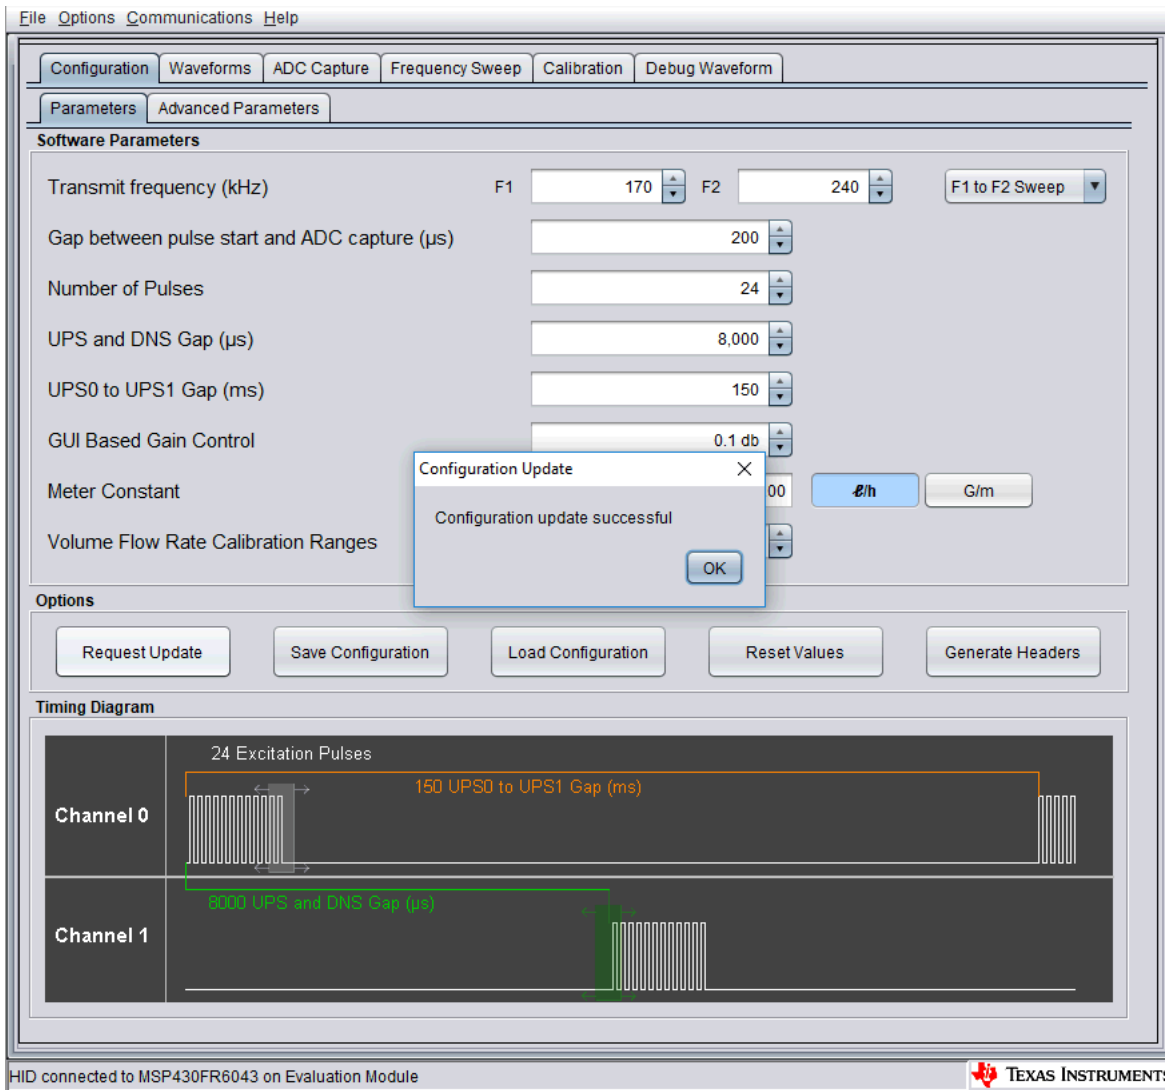 File Options Communications Help
Configuration Waveforms ADC Capture Frequency Sweep Calibration Debug Waveform
Parameters Advanced Parameters
Software Parameters
Transmit frequency (kHz) F1 170 F2 240 F1 to F2 Sweep
Gap between pulse start and ADC capture (µs) 200
Number of Pulses 24
UPS and DNS Gap (µs) 8,000
UPS0 to UPS1 Gap (ms) 150
GUI Based Gain Control 0.1 db
Configuration Update
Meter Constant 00 ℓ/h G/m
Configuration update successful
Volume Flow Rate Calibration Ranges
OK
Options
Request Update Save Configuration Load Configuration Reset Values Generate Headers
Timing Diagram
24 Excitation Pulses
150 UPS0 to UPS1 Gap (ms)
Channel 0
8000 UPS and DNS Gap (µs)
Channel 1
HID connected to MSP430FR6043 on Evaluation Module TEXAS INSTRUMENTS